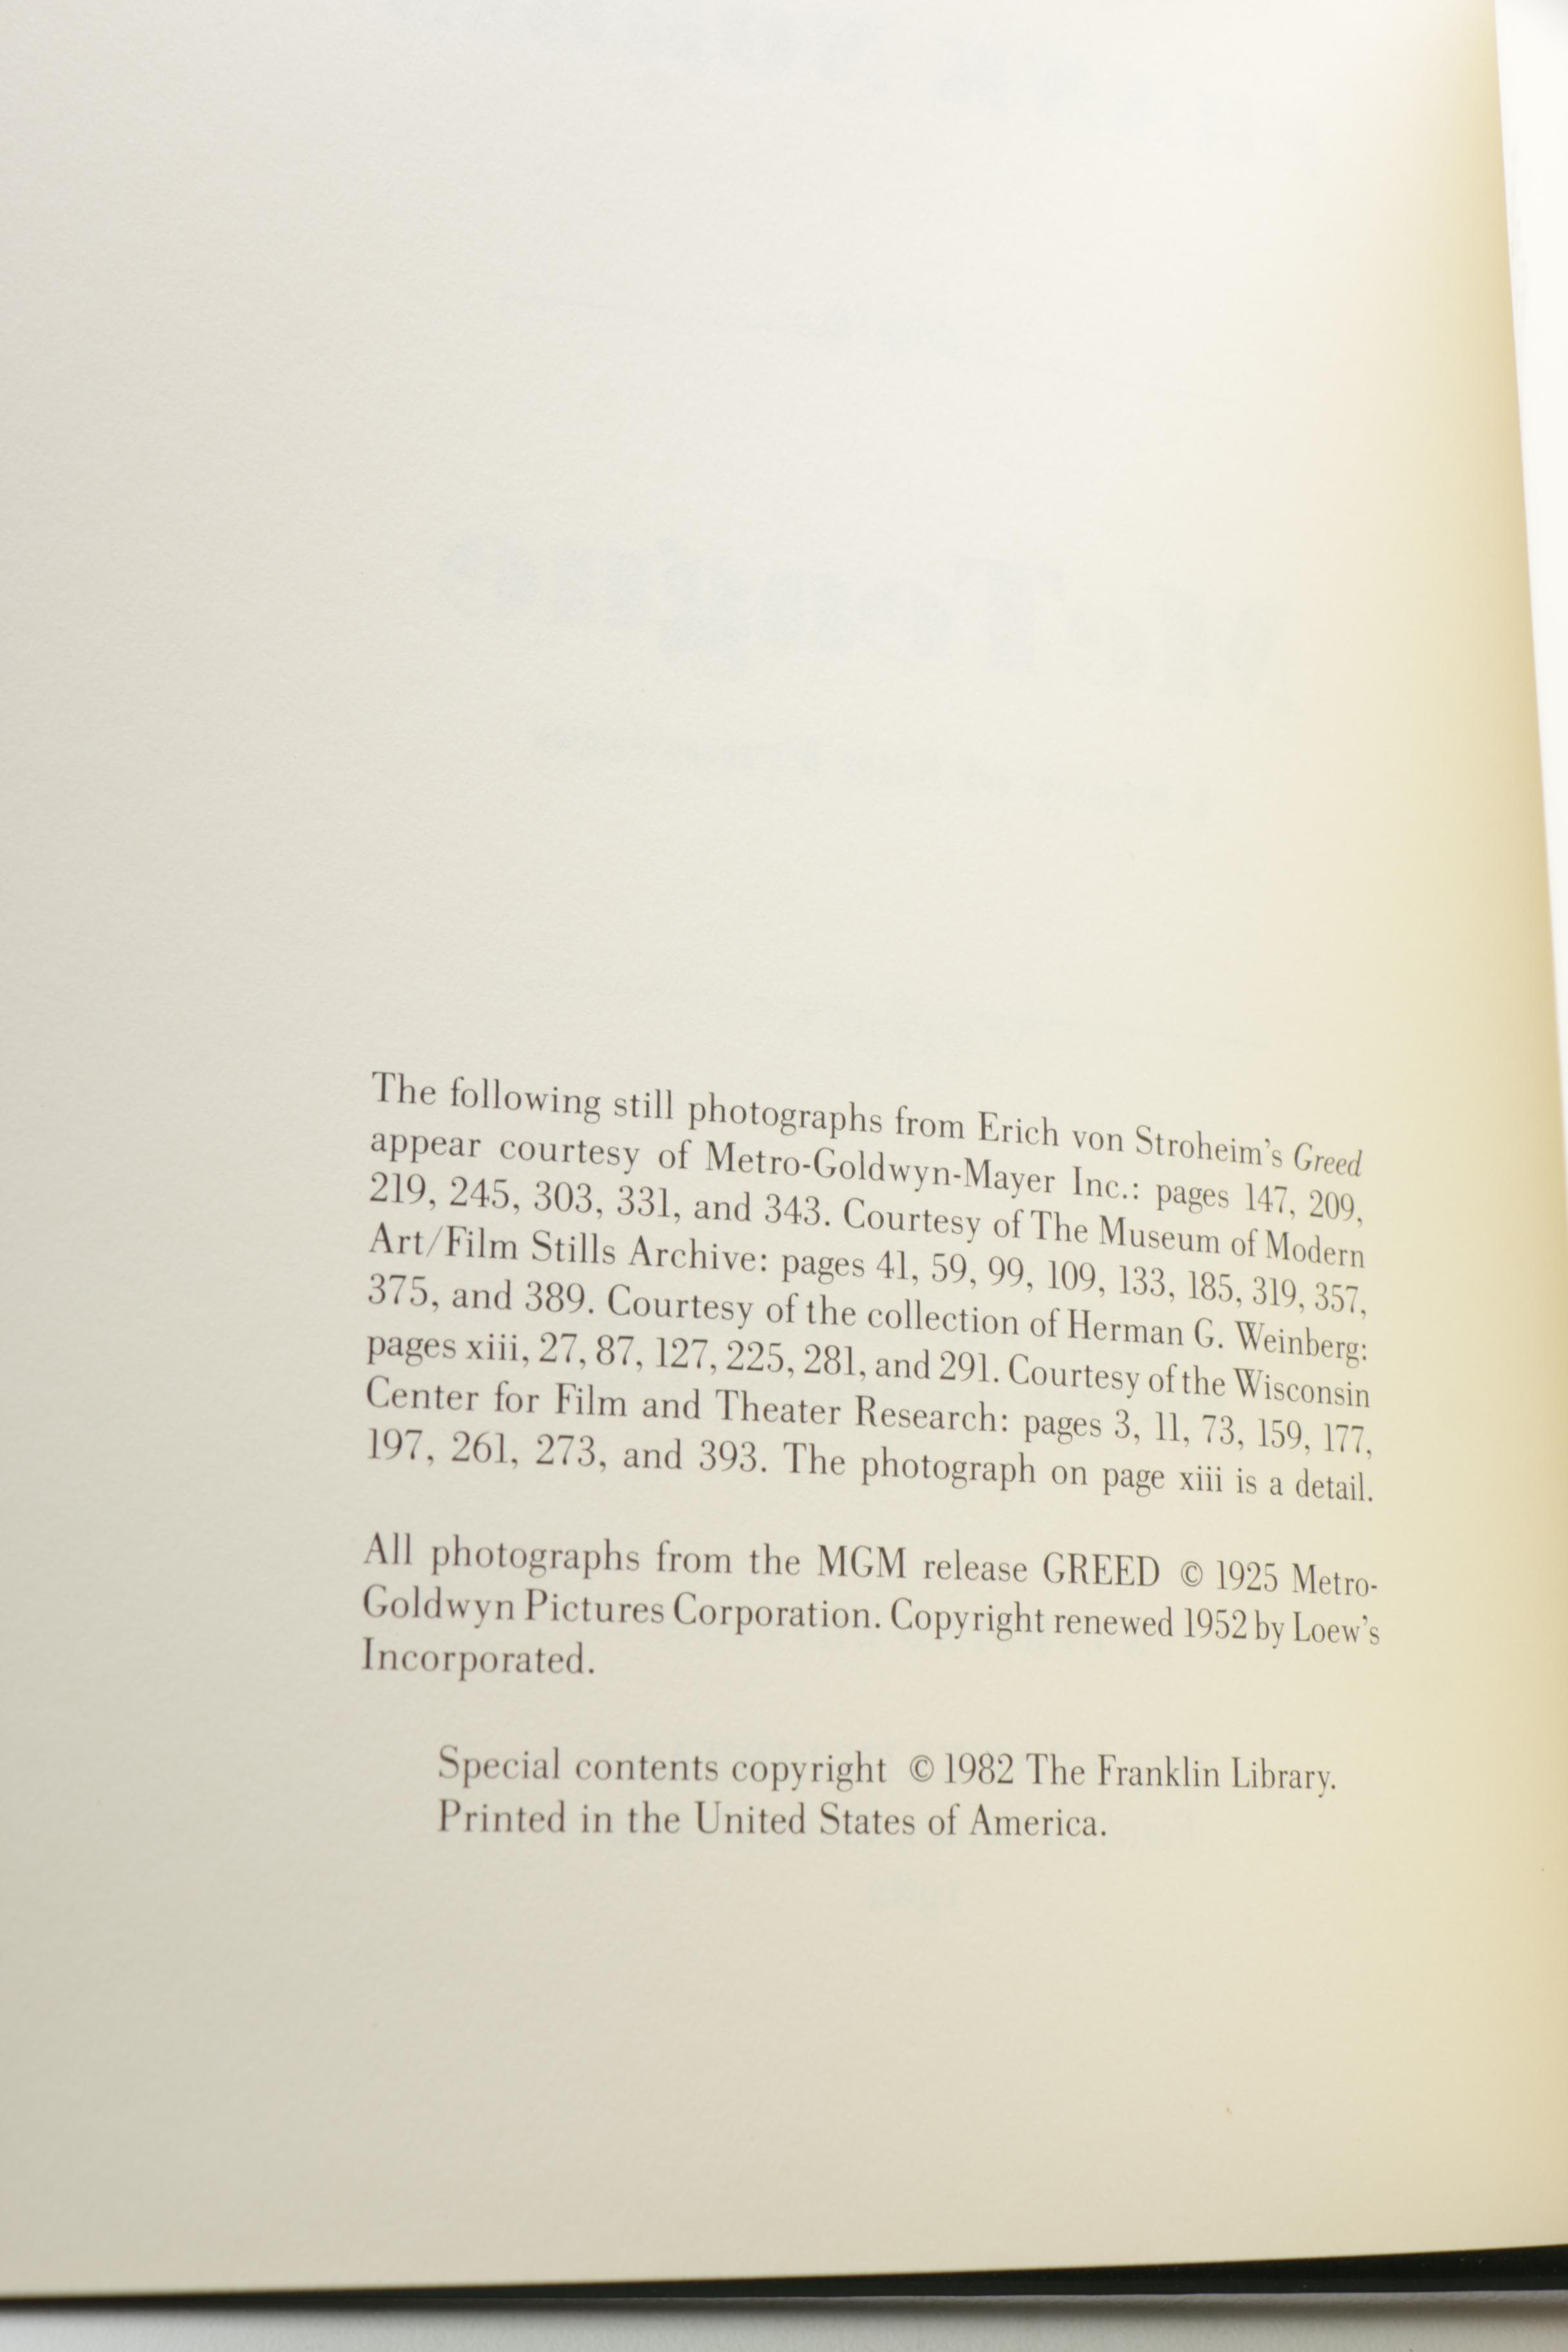 The following still photographs from Erich von Stroheim's Greed
appear courtesy of Metro-Goldwyn-Mayer Inc.: pages 147, 209,
219, 245, 303, 331, and 343. Courtesy of The Museum of Modern
Art/Film Stills Archive: pages 41, 59, 99, 109, 133, 185, 319, 357,
375, and 389. Courtesy of the collection of Herman G. Weinberg:
pages xiii, 27, 87, 127, 225, 281, and 291. Courtesy of the Wisconsin
Center for Film and Theater Research: pages 3, 11, 73, 159, 177,
197, 261, 273, and 393. The photograph on page xiii is a detail.
All photographs from the MGM release GREED © 1925 Metro-
Goldwyn Pictures Corporation. Copyright renewed 1952 by Loew's
Incorporated.
Special contents copyright © 1982 The Franklin Library.
Printed in the United States of America.